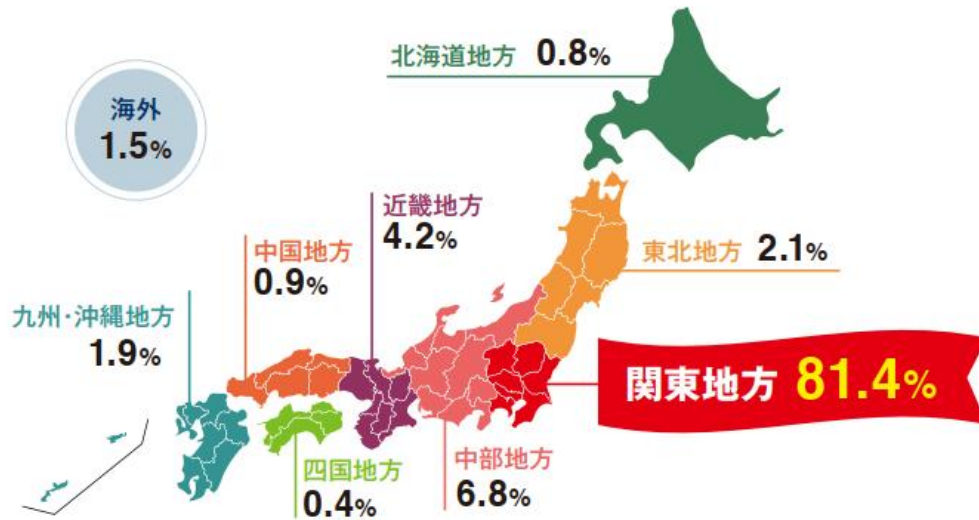 北海道地方 0.8%
海外
1.5%
近畿地方
4.2%
中国地方
0.9%
東北地方 2.1%
九州・沖縄地方
1.9%
関東地方 81.4%
四国地方
0.4%
中部地方
6.8%